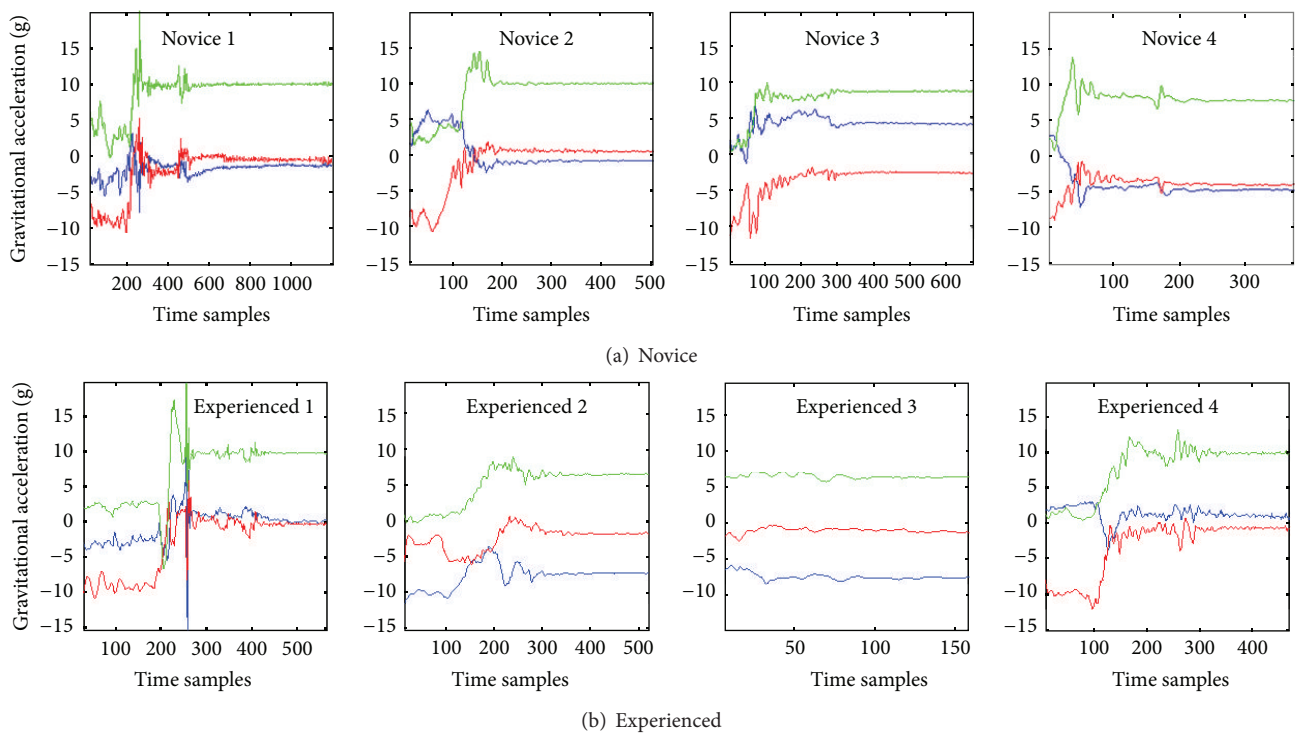 Gravitational acceleration (g)
Novice 1
15
10
5
0
−5
−10
−15
200 400 600 800 1000
Time samples
Novice 2
15
10
5
0
−5
−10
−15
100 200 300 400 500
Time samples
Novice 3
15
10
5
0
−5
−10
−15
100 200 300 400 500 600
Time samples
Novice 4
15
10
5
0
−5
−10
−15
100 200 300
Time samples
(a) Novice
Gravitational acceleration (g)
Experienced 1
15
10
5
0
−5
−10
−15
100 200 300 400 500
Time samples
Experienced 2
15
10
5
0
−5
−10
−15
100 200 300 400 500
Time samples
Experienced 3
15
10
5
0
−5
−10
50 100 150
Time samples
Experienced 4
15
10
5
0
−5
−10
−15
100 200 300 400
Time samples
(b) Experienced